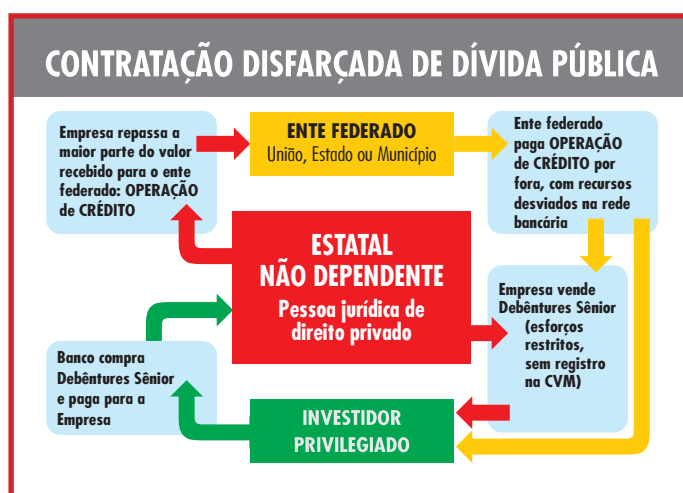 CONTRATAÇÃO DISFARÇADA DE DÍVIDA PÚBLICA
Empresa repassa a
maior parte do valor
recebido para o ente
federado: OPERAÇÃO
de CRÉDITO
ENTE FEDERADO
União, Estado ou Município
Ente federado
paga OPERAÇÃO
de CRÉDITO por
fora, com recursos
desviados na rede
bancária
ESTATAL
NÃO DEPENDENTE
Pessoa jurídica de
direito privado
Empresa vende
Debêntures Sênior
(esforços
restritos,
sem registro
na CVM)
Banco compra
Debêntures Sênior
e paga para a
Empresa
INVESTIDOR
PRIVILEGIADO